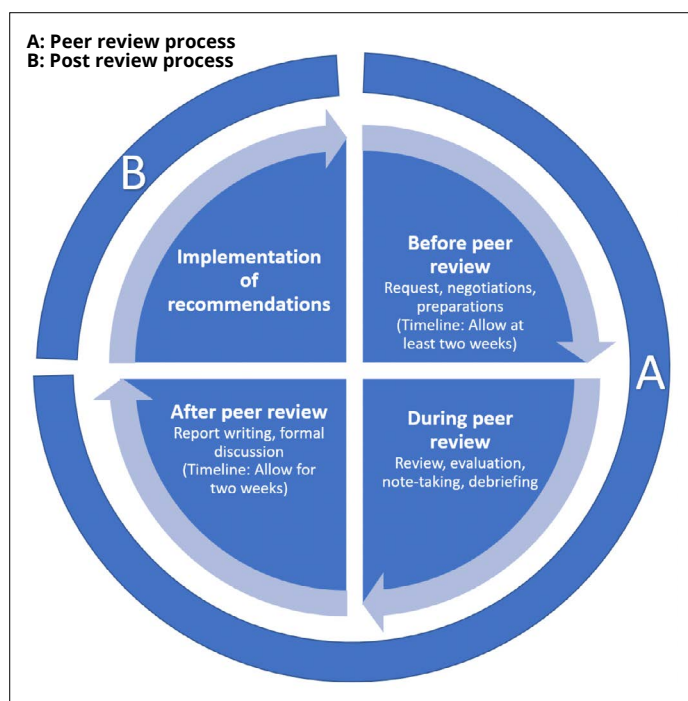 A: Peer review process
B: Post review process
B
Implementation
of
recommendations
Before peer
review
Request, negotiations,
preparations
(Timeline: Allow at
least two weeks)
A
After peer review
Report writing, formal
discussion
(Timeline: Allow for
two weeks)
During peer
review
Review, evaluation,
note-taking, debriefing